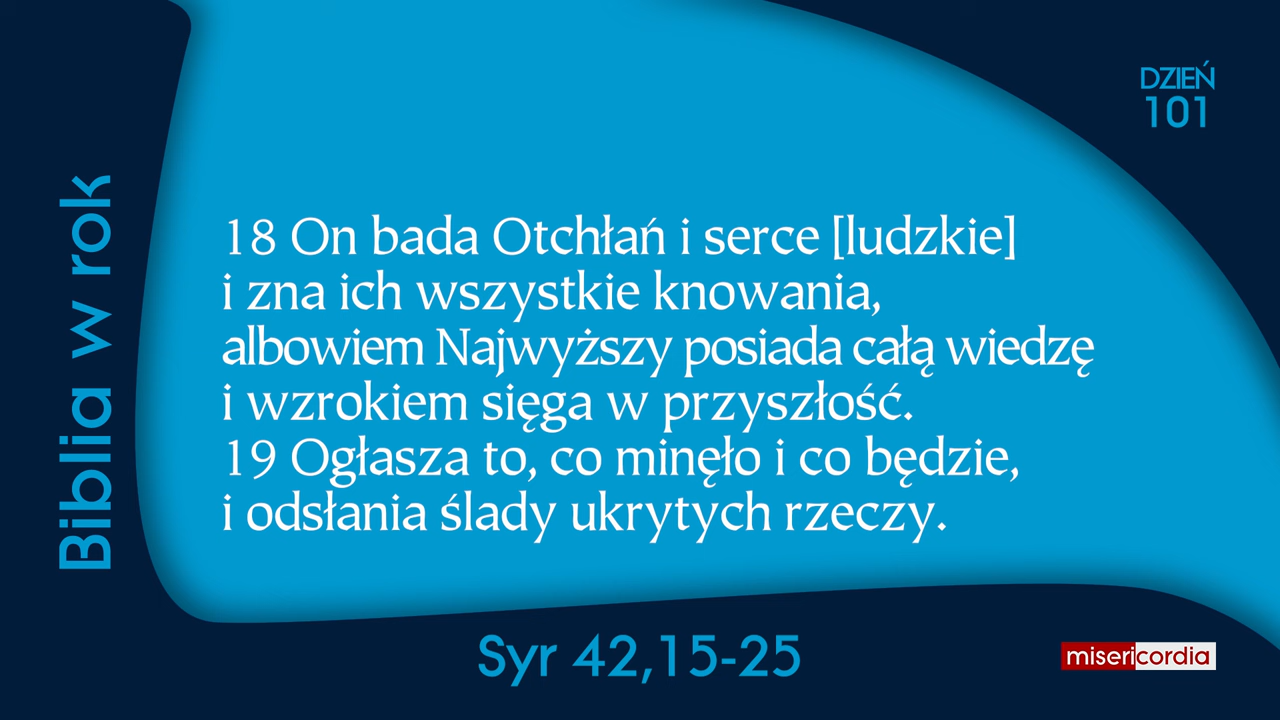 DZIEŃ
101
Biblia w rok
18 On bada Otchłań i serce [ludzkie]
i zna ich wszystkie knowania,
albowiem Najwyższy posiada całą wiedzę
i wzrokiem sięga w przyszłość.
19 Ogłasza to, co minęło i co będzie,
i odsłania ślady ukrytych rzeczy.
Syr 42,15-25
misericordia